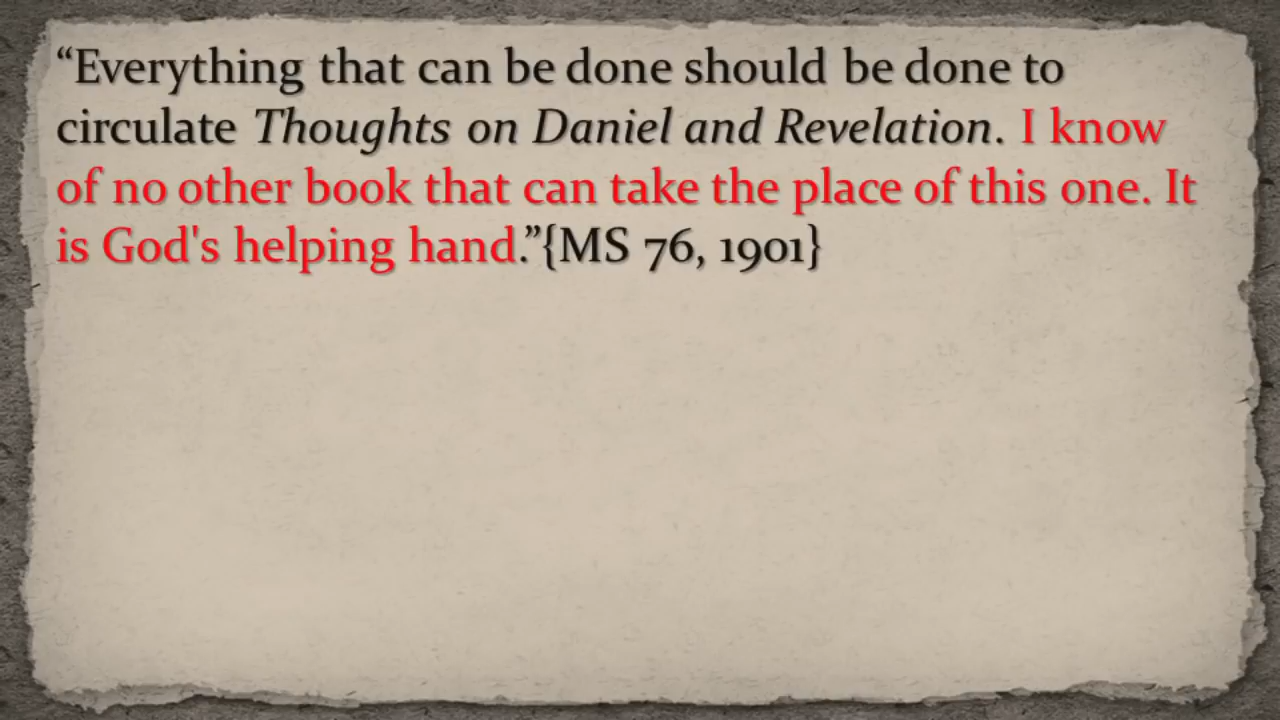 “Everything that can be done should be done to
circulate Thoughts on Daniel and Revelation. I know
of no other book that can take the place of this one. It
is God's helping hand.”{MS 76, 1901}